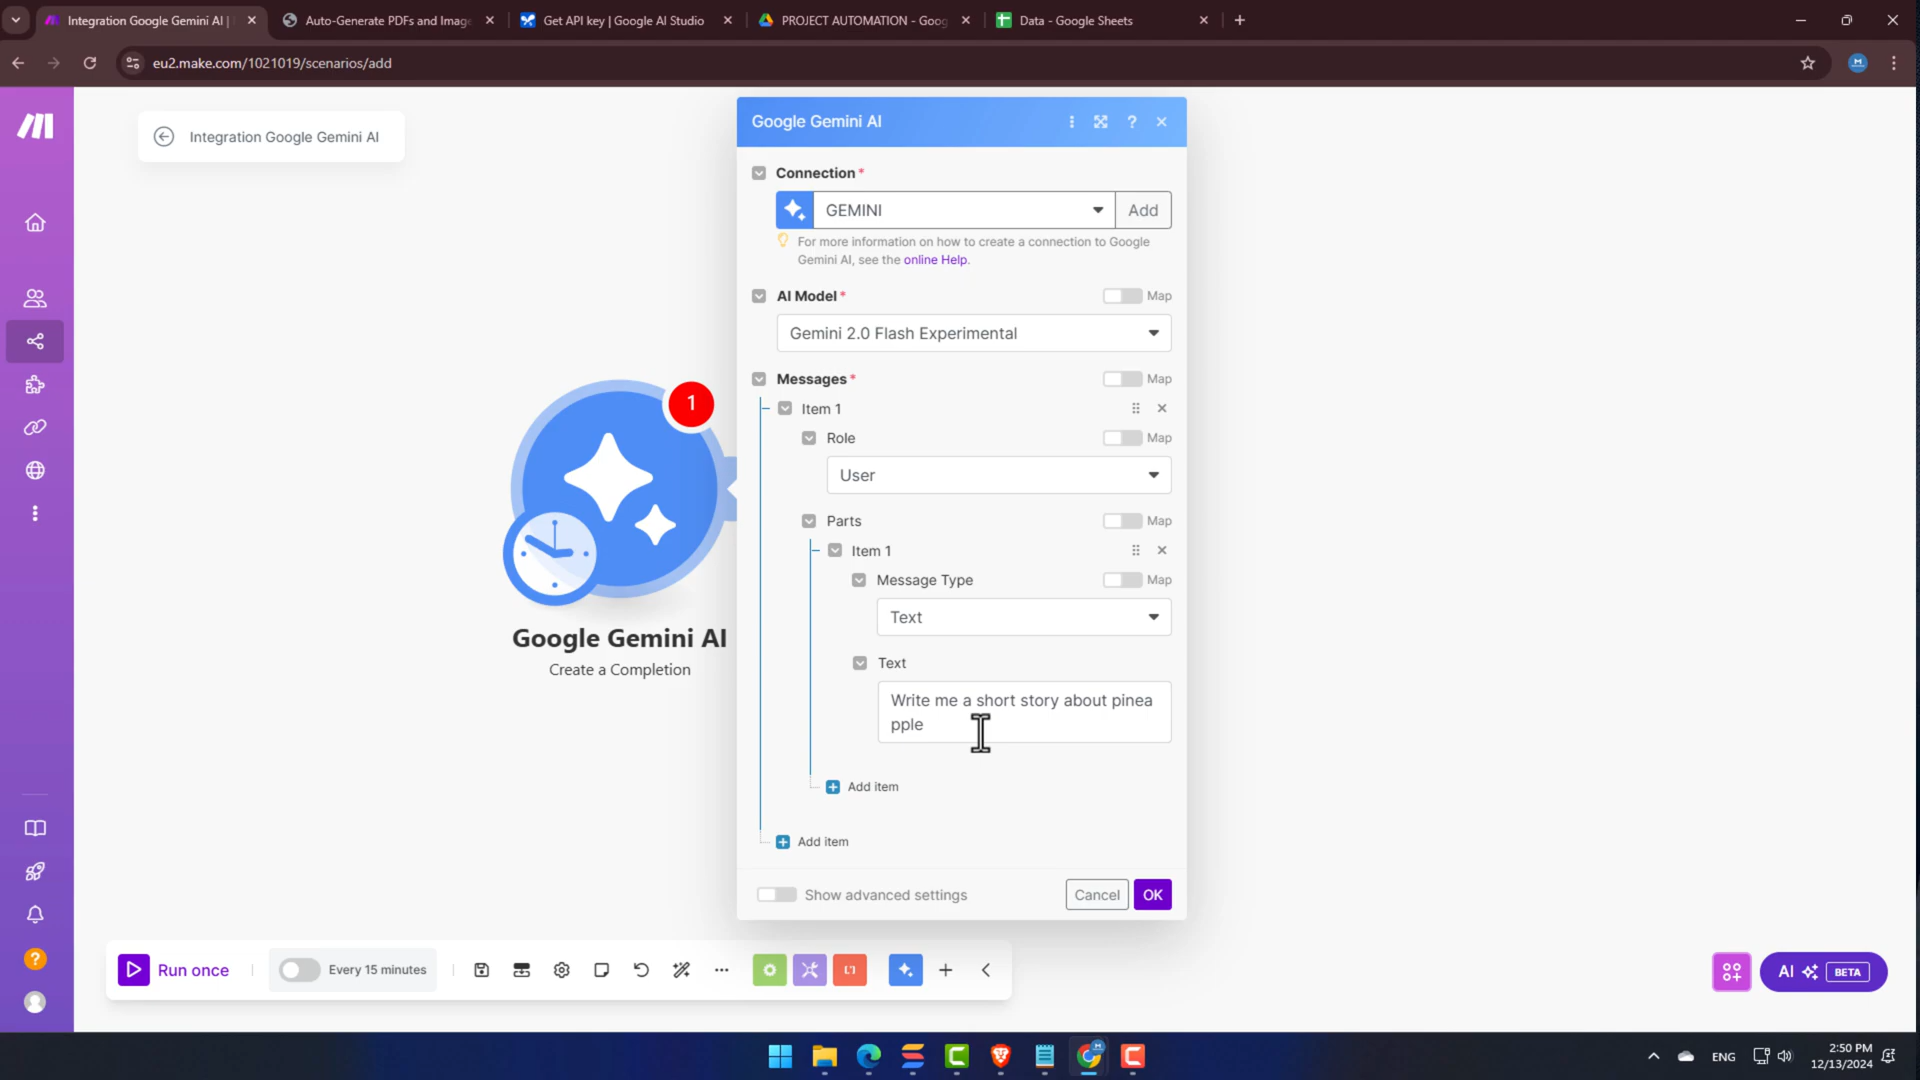 Integration Google Gemini AI |
Auto-Generate PDFs and Image
Get API key | Google AI Studio
PROJECT AUTOMATION - Goog
Data - Google Sheets
eu2.make.com/1021019/scenarios/add
Integration Google Gemini AI
Google Gemini AI
?
Connection*
GEMINI
Add
For more information on how to create a connection to Google
Gemini AI, see the online Help.
AI Model*
Map
Gemini 2.0 Flash Experimental
Messages*
Map
Item 1
Role
Map
User
Parts
Map
Item 1
Message Type
Map
Text
Text
Write me a short story about pinea
pple
Add item
Add item
Show advanced settings
Cancel
OK
1
Google Gemini AI
Create a Completion
Run once
Every 15 minutes
AI
BETA
?
ENG
2:50 PM
12/13/2024